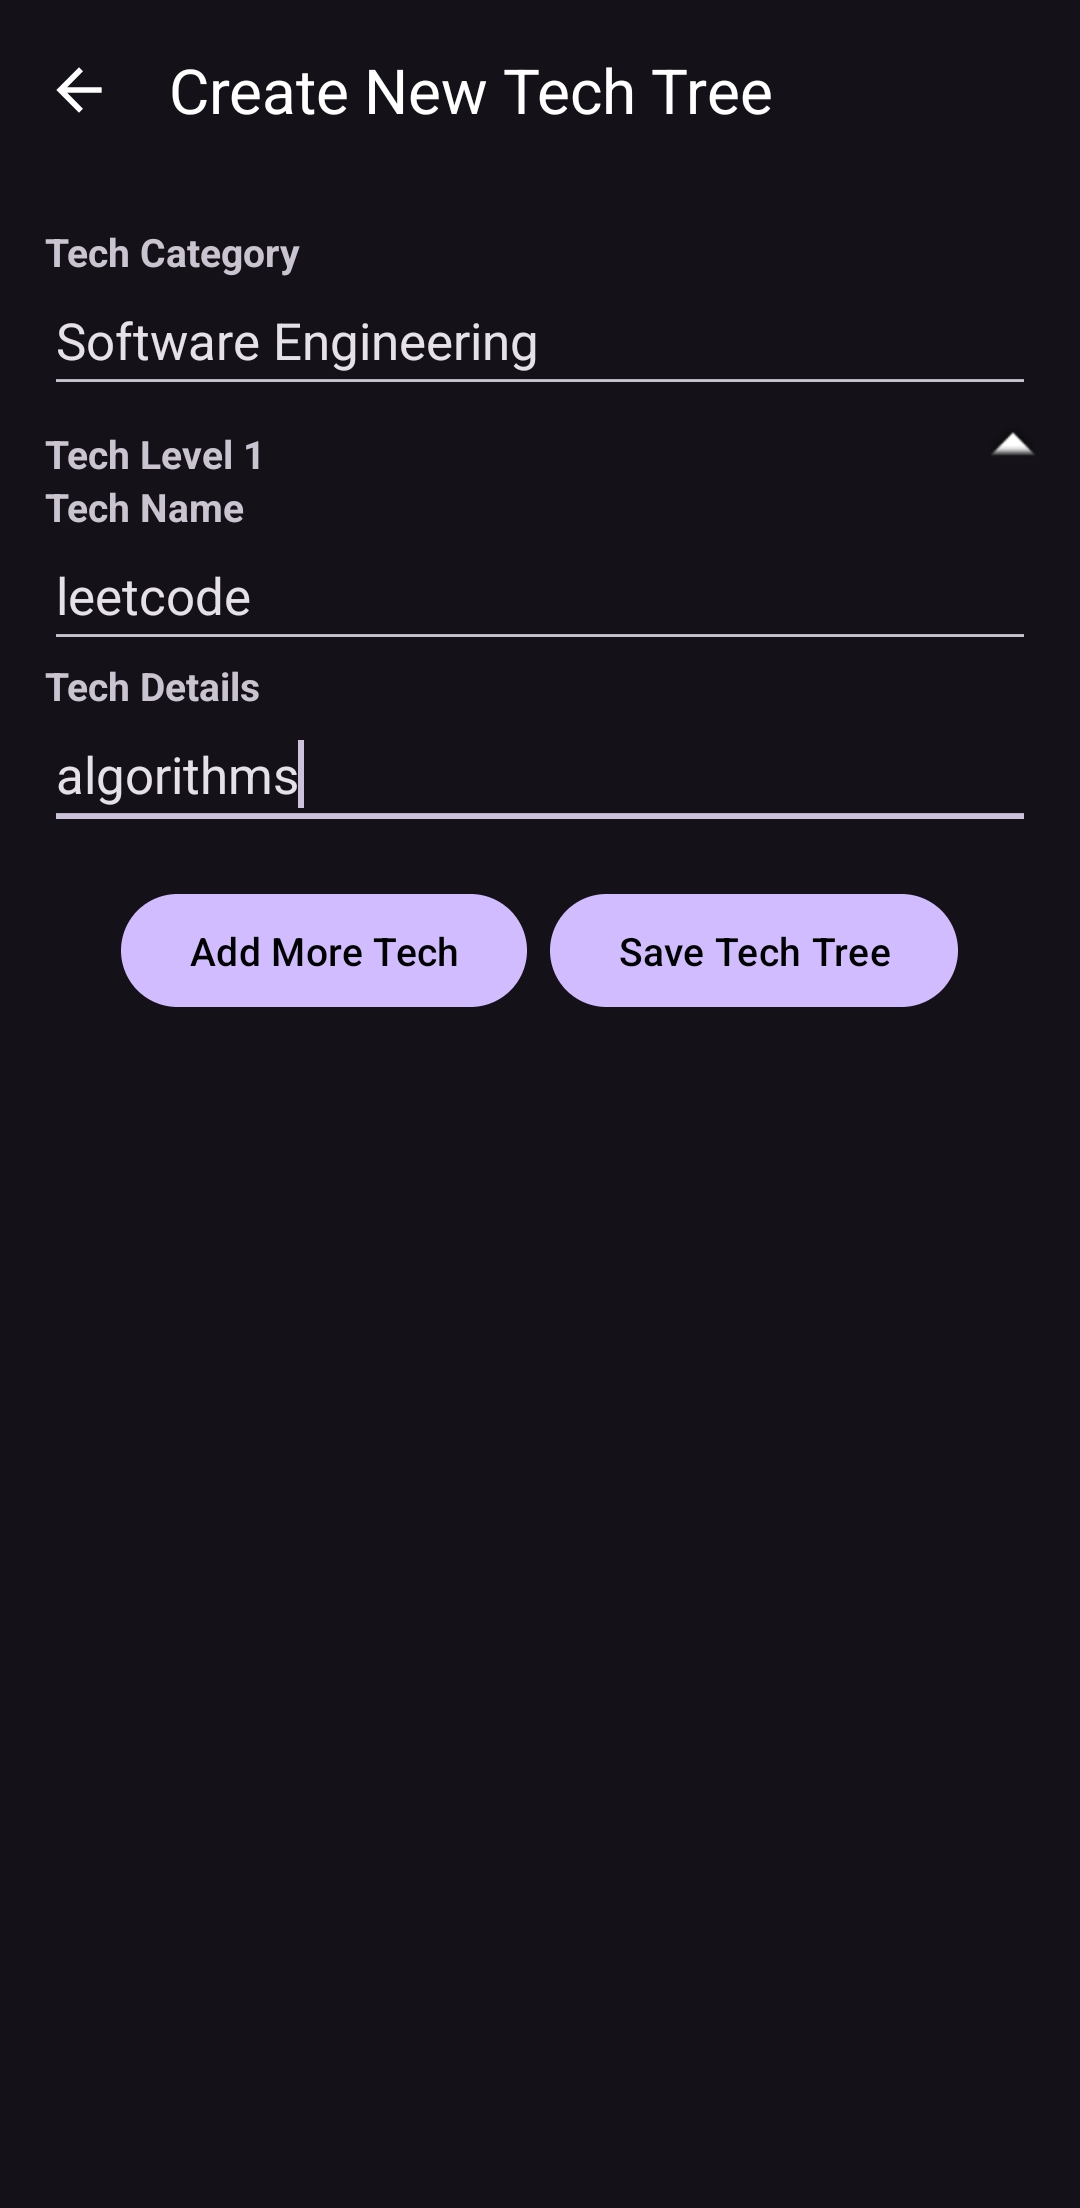 Create New Tech Tree
Tech Category
Software Engineering
Tech Level 1
Tech Name
leetcode
Tech Details
algorithms
Add More Tech
Save Tech Tree